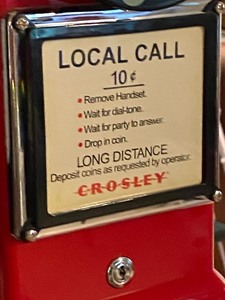 LOCAL CALL
10¢
• Remove Handset.
• Wait for dial-tone.
• Wait for party to answer.
• Drop in coin.
LONG DISTANCE
Deposit coins as requested by operator.
CROSLEY